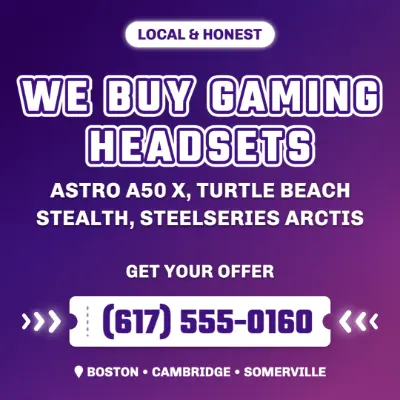 LOCAL & HONEST
WE BUY GAMING
HEADSETS
ASTRO A50 X, TURTLE BEACH
STEALTH, STEELSERIES ARCTIS
GET YOUR OFFER
(617) 555-0160
BOSTON • CAMBRIDGE • SOMERVILLE